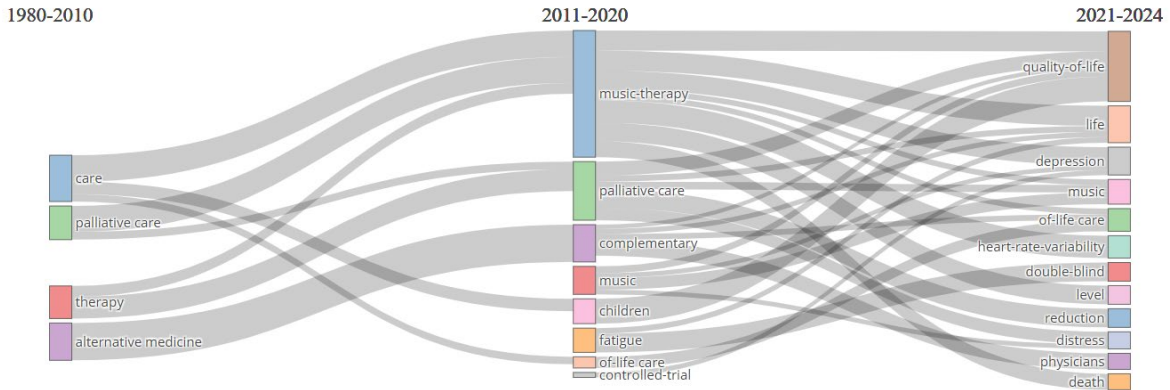 1980-2010
2011-2020
2021-2024
care
palliative care
therapy
alternative medicine
music-therapy
palliative care
complementary
music
children
fatigue
of-life care
controlled-trial
quality-of-life
life
depression
music
of-life care
heart-rate-variability
double-blind
level
reduction
distress
physicians
death